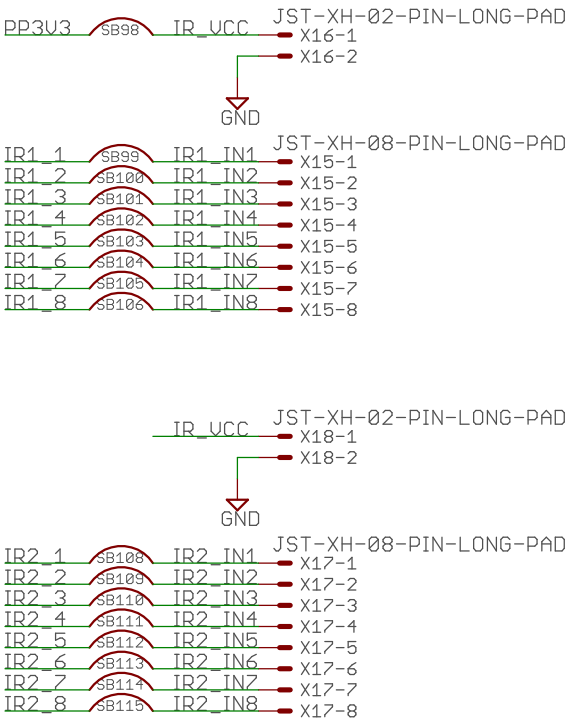 JST-XH-02-PIN-LONG-PAD
PP3V3 SB98 IR_VCC X16-1
X16-2
GND
JST-XH-08-PIN-LONG-PAD
IR1_1 SB99 IR1_IN1 X15-1
IR1_2 SB100 IR1_IN2 X15-2
IR1_3 SB101 IR1_IN3 X15-3
IR1_4 SB102 IR1_IN4 X15-4
IR1_5 SB103 IR1_IN5 X15-5
IR1_6 SB104 IR1_IN6 X15-6
IR1_7 SB105 IR1_IN7 X15-7
IR1_8 SB106 IR1_IN8 X15-8
JST-XH-02-PIN-LONG-PAD
IR_VCC X18-1
X18-2
GND
JST-XH-08-PIN-LONG-PAD
IR2_1 SB108 IR2_IN1 X17-1
IR2_2 SB109 IR2_IN2 X17-2
IR2_3 SB110 IR2_IN3 X17-3
IR2_4 SB111 IR2_IN4 X17-4
IR2_5 SB112 IR2_IN5 X17-5
IR2_6 SB113 IR2_IN6 X17-6
IR2_7 SB114 IR2_IN7 X17-7
IR2_8 SB115 IR2_IN8 X17-8